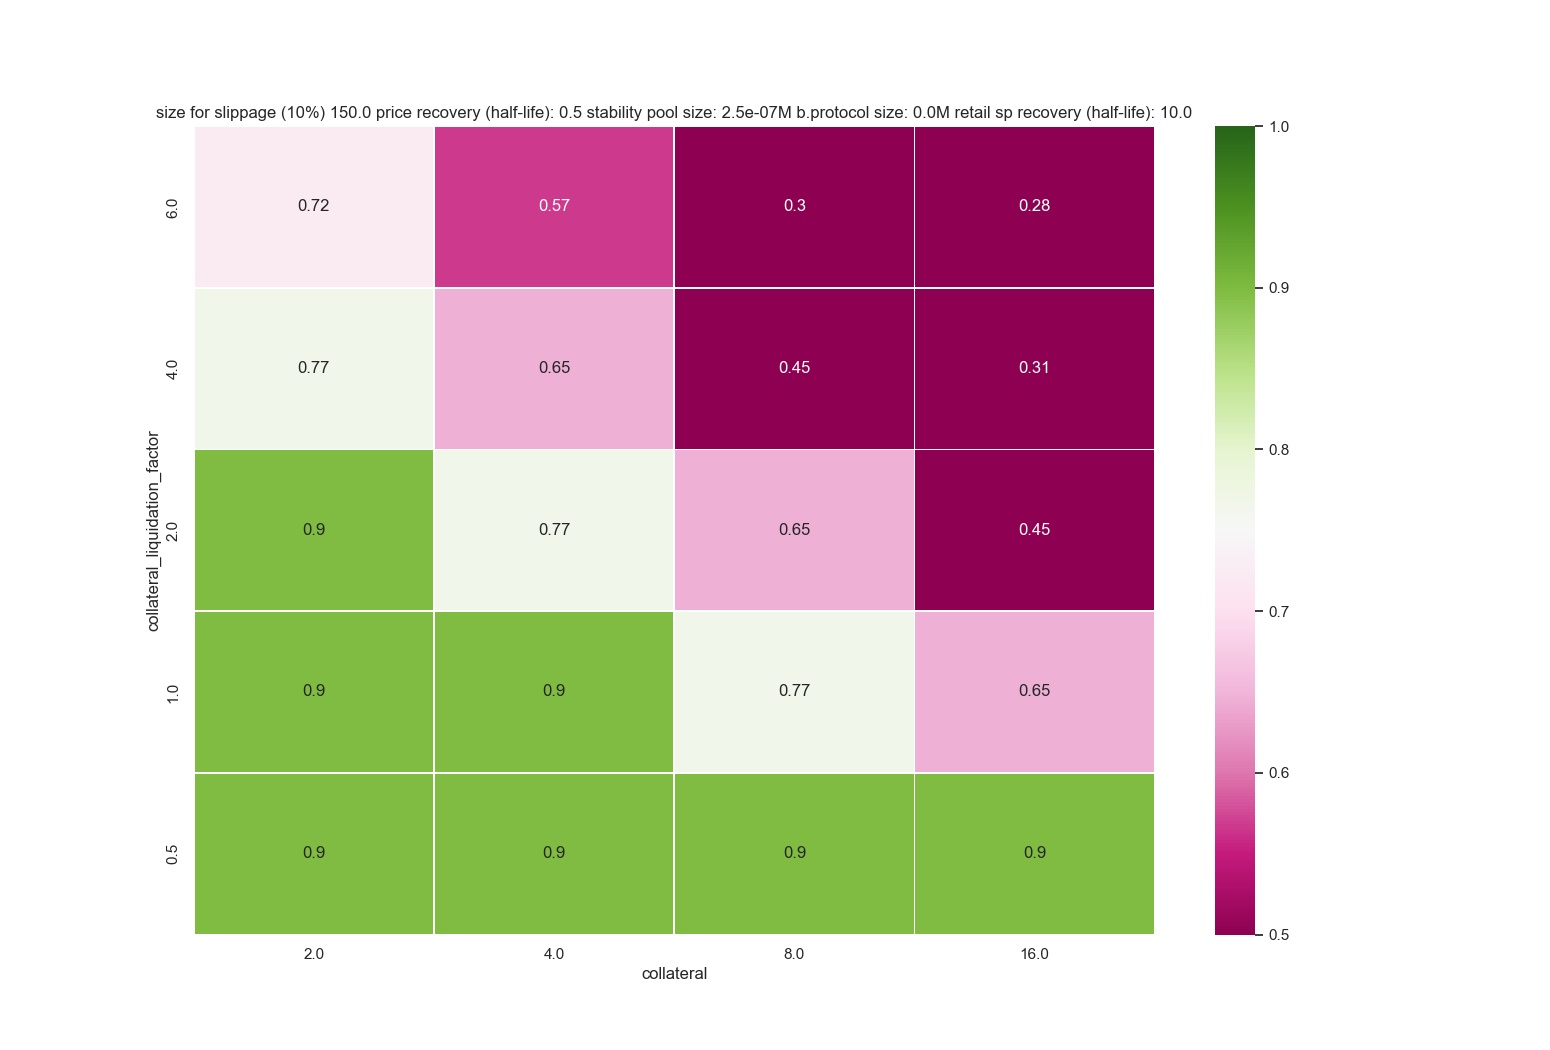 size for slippage (10%) 150.0 price recovery (half-life): 0.5 stability pool size: 2.5e-07M b.protocol size: 0.0M retail sp recovery (half-life): 10.0
collateral_liquidation_factor
6.0 0.72 0.57 0.3 0.28
4.0 0.77 0.65 0.45 0.31
2.0 0.9 0.77 0.65 0.45
1.0 0.9 0.9 0.77 0.65
0.5 0.9 0.9 0.9 0.9
2.0 4.0 8.0 16.0
collateral
1.0
0.9
0.8
0.7
0.6
0.5